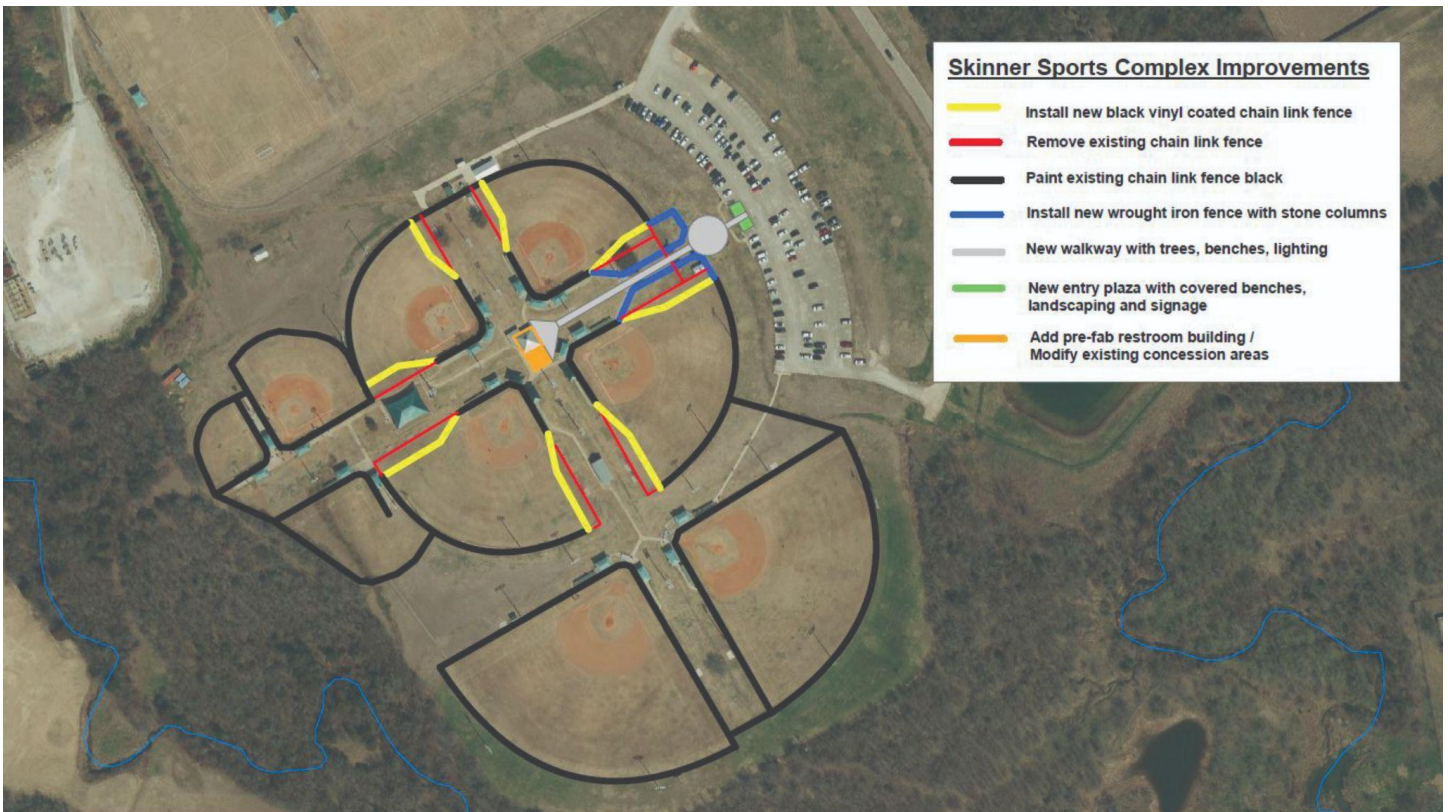 Skinner Sports Complex Improvements
Install new black vinyl coated chain link fence
Remove existing chain link fence
Paint existing chain link fence black
Install new wrought iron fence with stone columns
New walkway with trees, benches, lighting
New entry plaza with covered benches,
landscaping and signage
Add pre-fab restroom building /
Modify existing concession areas